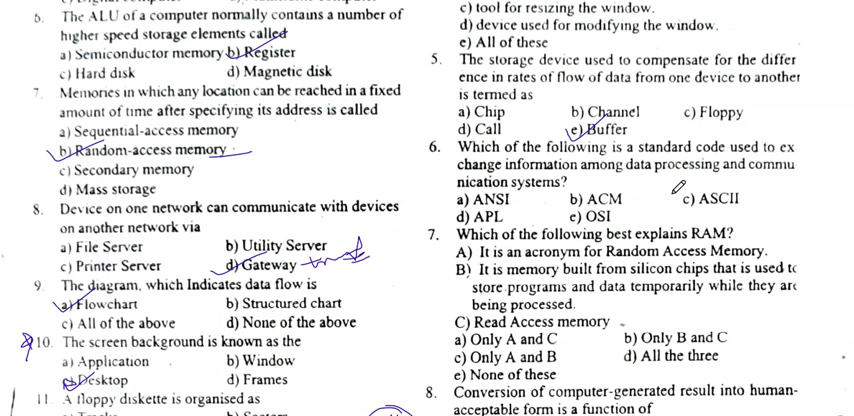 6. The ALU of a computer normally contains a number of
higher speed storage elements called
a) Semiconductor memory b) Register
c) Hard disk d) Magnetic disk
7. Memories in which any location can be reached in a fixed
amount of time after specifying its address is called
a) Sequential-access memory
b) Random-access memory
c) Secondary memory
d) Mass storage
8. Device on one network can communicate with devices
on another network via
a) File Server b) Utility Server
c) Printer Server d) Gateway
9. The diagram, which Indicates data flow is
a) Flowchart b) Structured chart
c) All of the above d) None of the above
10. The screen background is known as the
a) Application b) Window
c) Desktop d) Frames
11. A floppy diskette is organised as
c) tool for resizing the window.
d) device used for modifying the window.
e) All of these
5. The storage device used to compensate for the differ
ence in rates of flow of data from one device to another
is termed as
a) Chip b) Channel c) Floppy
d) Call e) Buffer
6. Which of the following is a standard code used to ex
change information among data processing and commu
nication systems?
a) ANSI b) ACM c) ASCII
d) APL e) OSI
7. Which of the following best explains RAM?
A) It is an acronym for Random Access Memory.
B) It is memory built from silicon chips that is used to
store programs and data temporarily while they are
being processed.
C) Read Access memory
a) Only A and C b) Only B and C
c) Only A and B d) All the three
e) None of these
8. Conversion of computer-generated result into human-
acceptable form is a function of